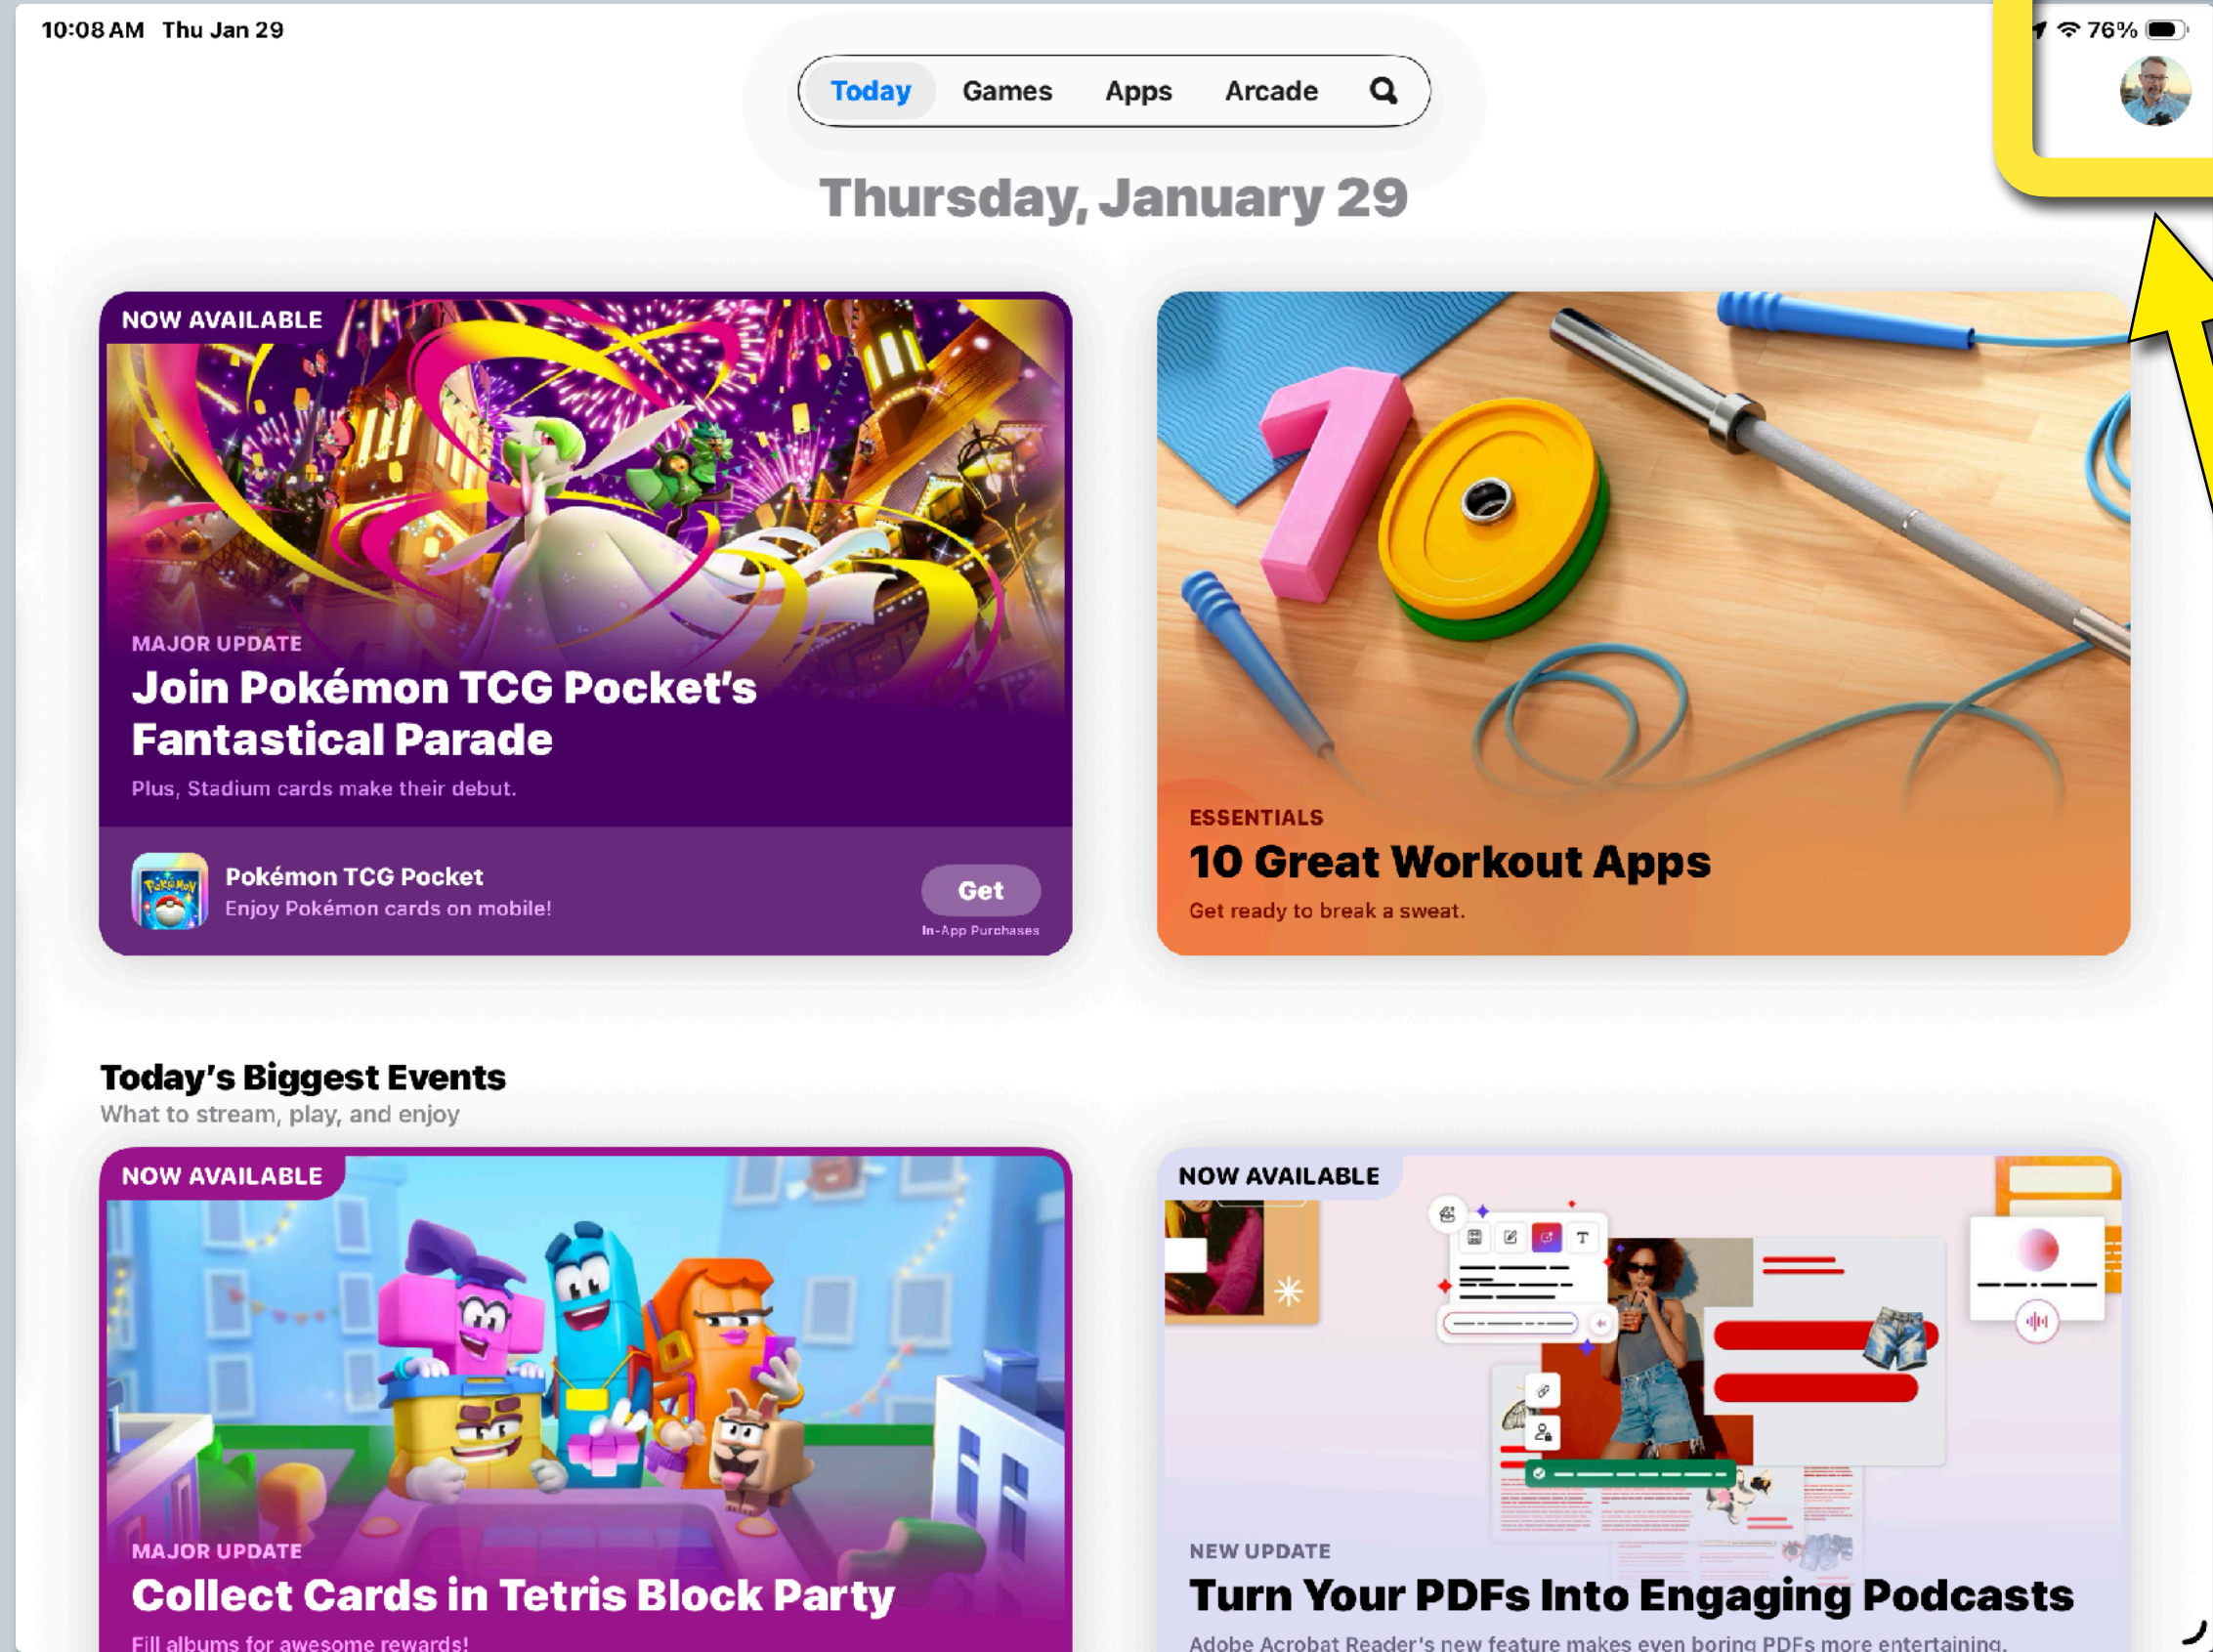 10:08 AM Thu Jan 29
76%
Today Games Apps Arcade
Thursday, January 29
NOW AVAILABLE
MAJOR UPDATE
Join Pokémon TCG Pocket’s
Fantastical Parade
Plus, Stadium cards make their debut.
Pokémon
Pokémon TCG Pocket
Enjoy Pokémon cards on mobile!
Get
In-App Purchases
10
ESSENTIALS
10 Great Workout Apps
Get ready to break a sweat.
Today’s Biggest Events
What to stream, play, and enjoy
NOW AVAILABLE
MAJOR UPDATE
Collect Cards in Tetris Block Party
Fill albums for awesome rewards!
NOW AVAILABLE
T
NEW UPDATE
Turn Your PDFs Into Engaging Podcasts
Adobe Acrobat Reader's new feature makes even boring PDFs more entertaining.